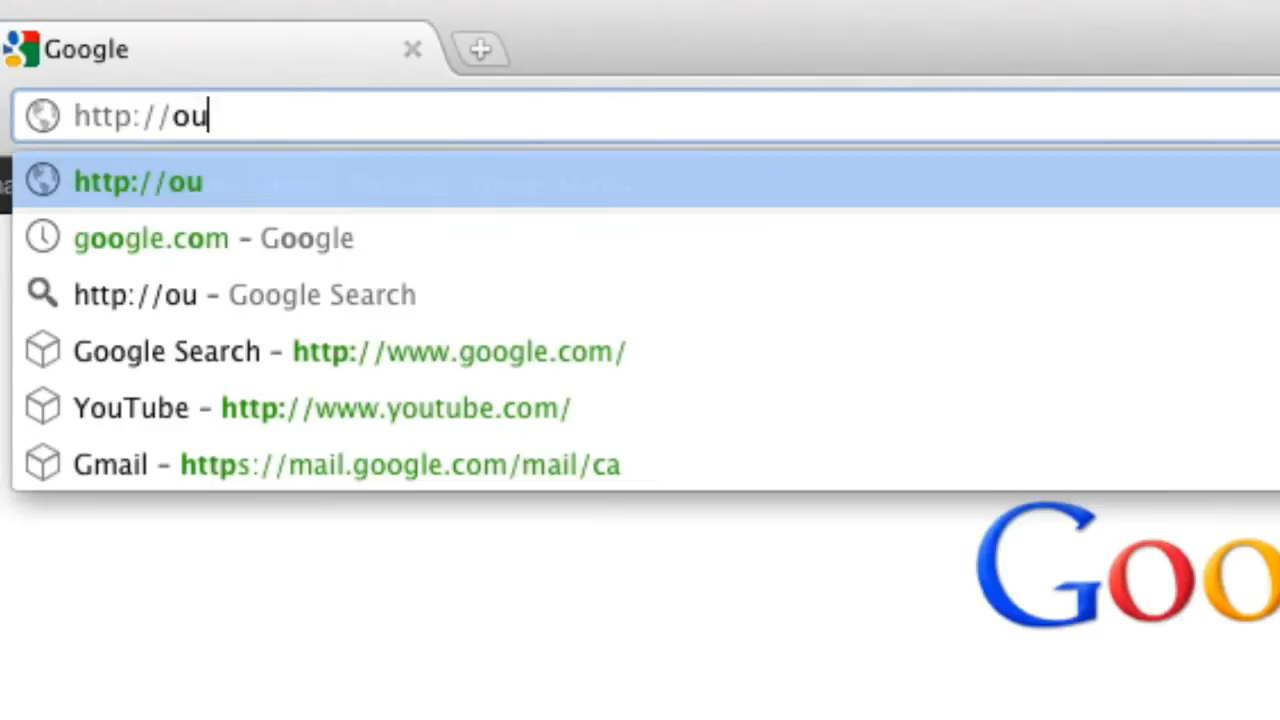 Google
http://ou
http://ou
google.com – Google
http://ou – Google Search
Google Search – http://www.google.com/
YouTube – http://www.youtube.com/
Gmail – https://mail.google.com/mail/ca
Goo